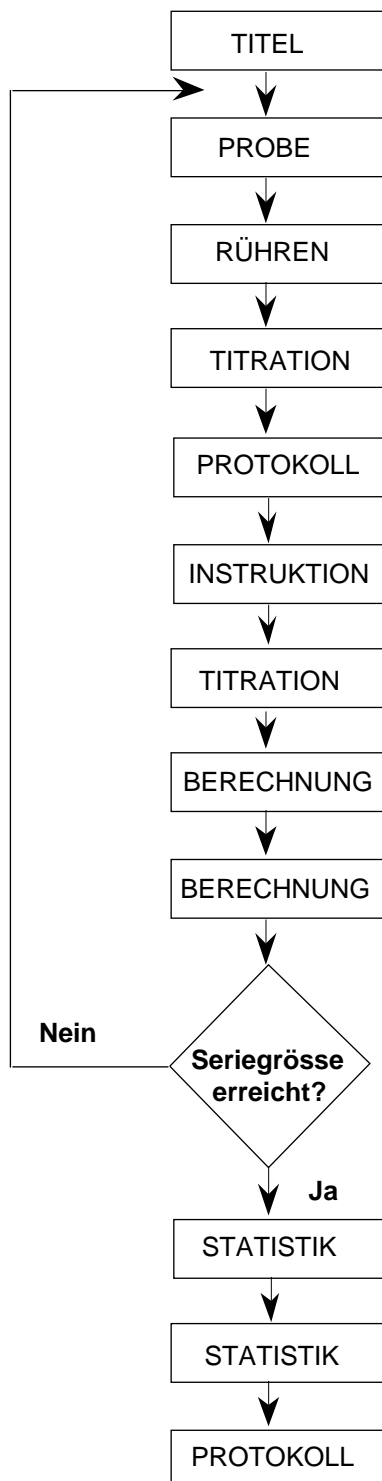 TITEL
PROBE
RÜHREN
TITRATION
PROTOKOLL
INSTRUKTION
TITRATION
BERECHNUNG
BERECHNUNG
Nein
Seriegrösse
erreicht?
Ja
STATISTIK
STATISTIK
PROTOKOLL